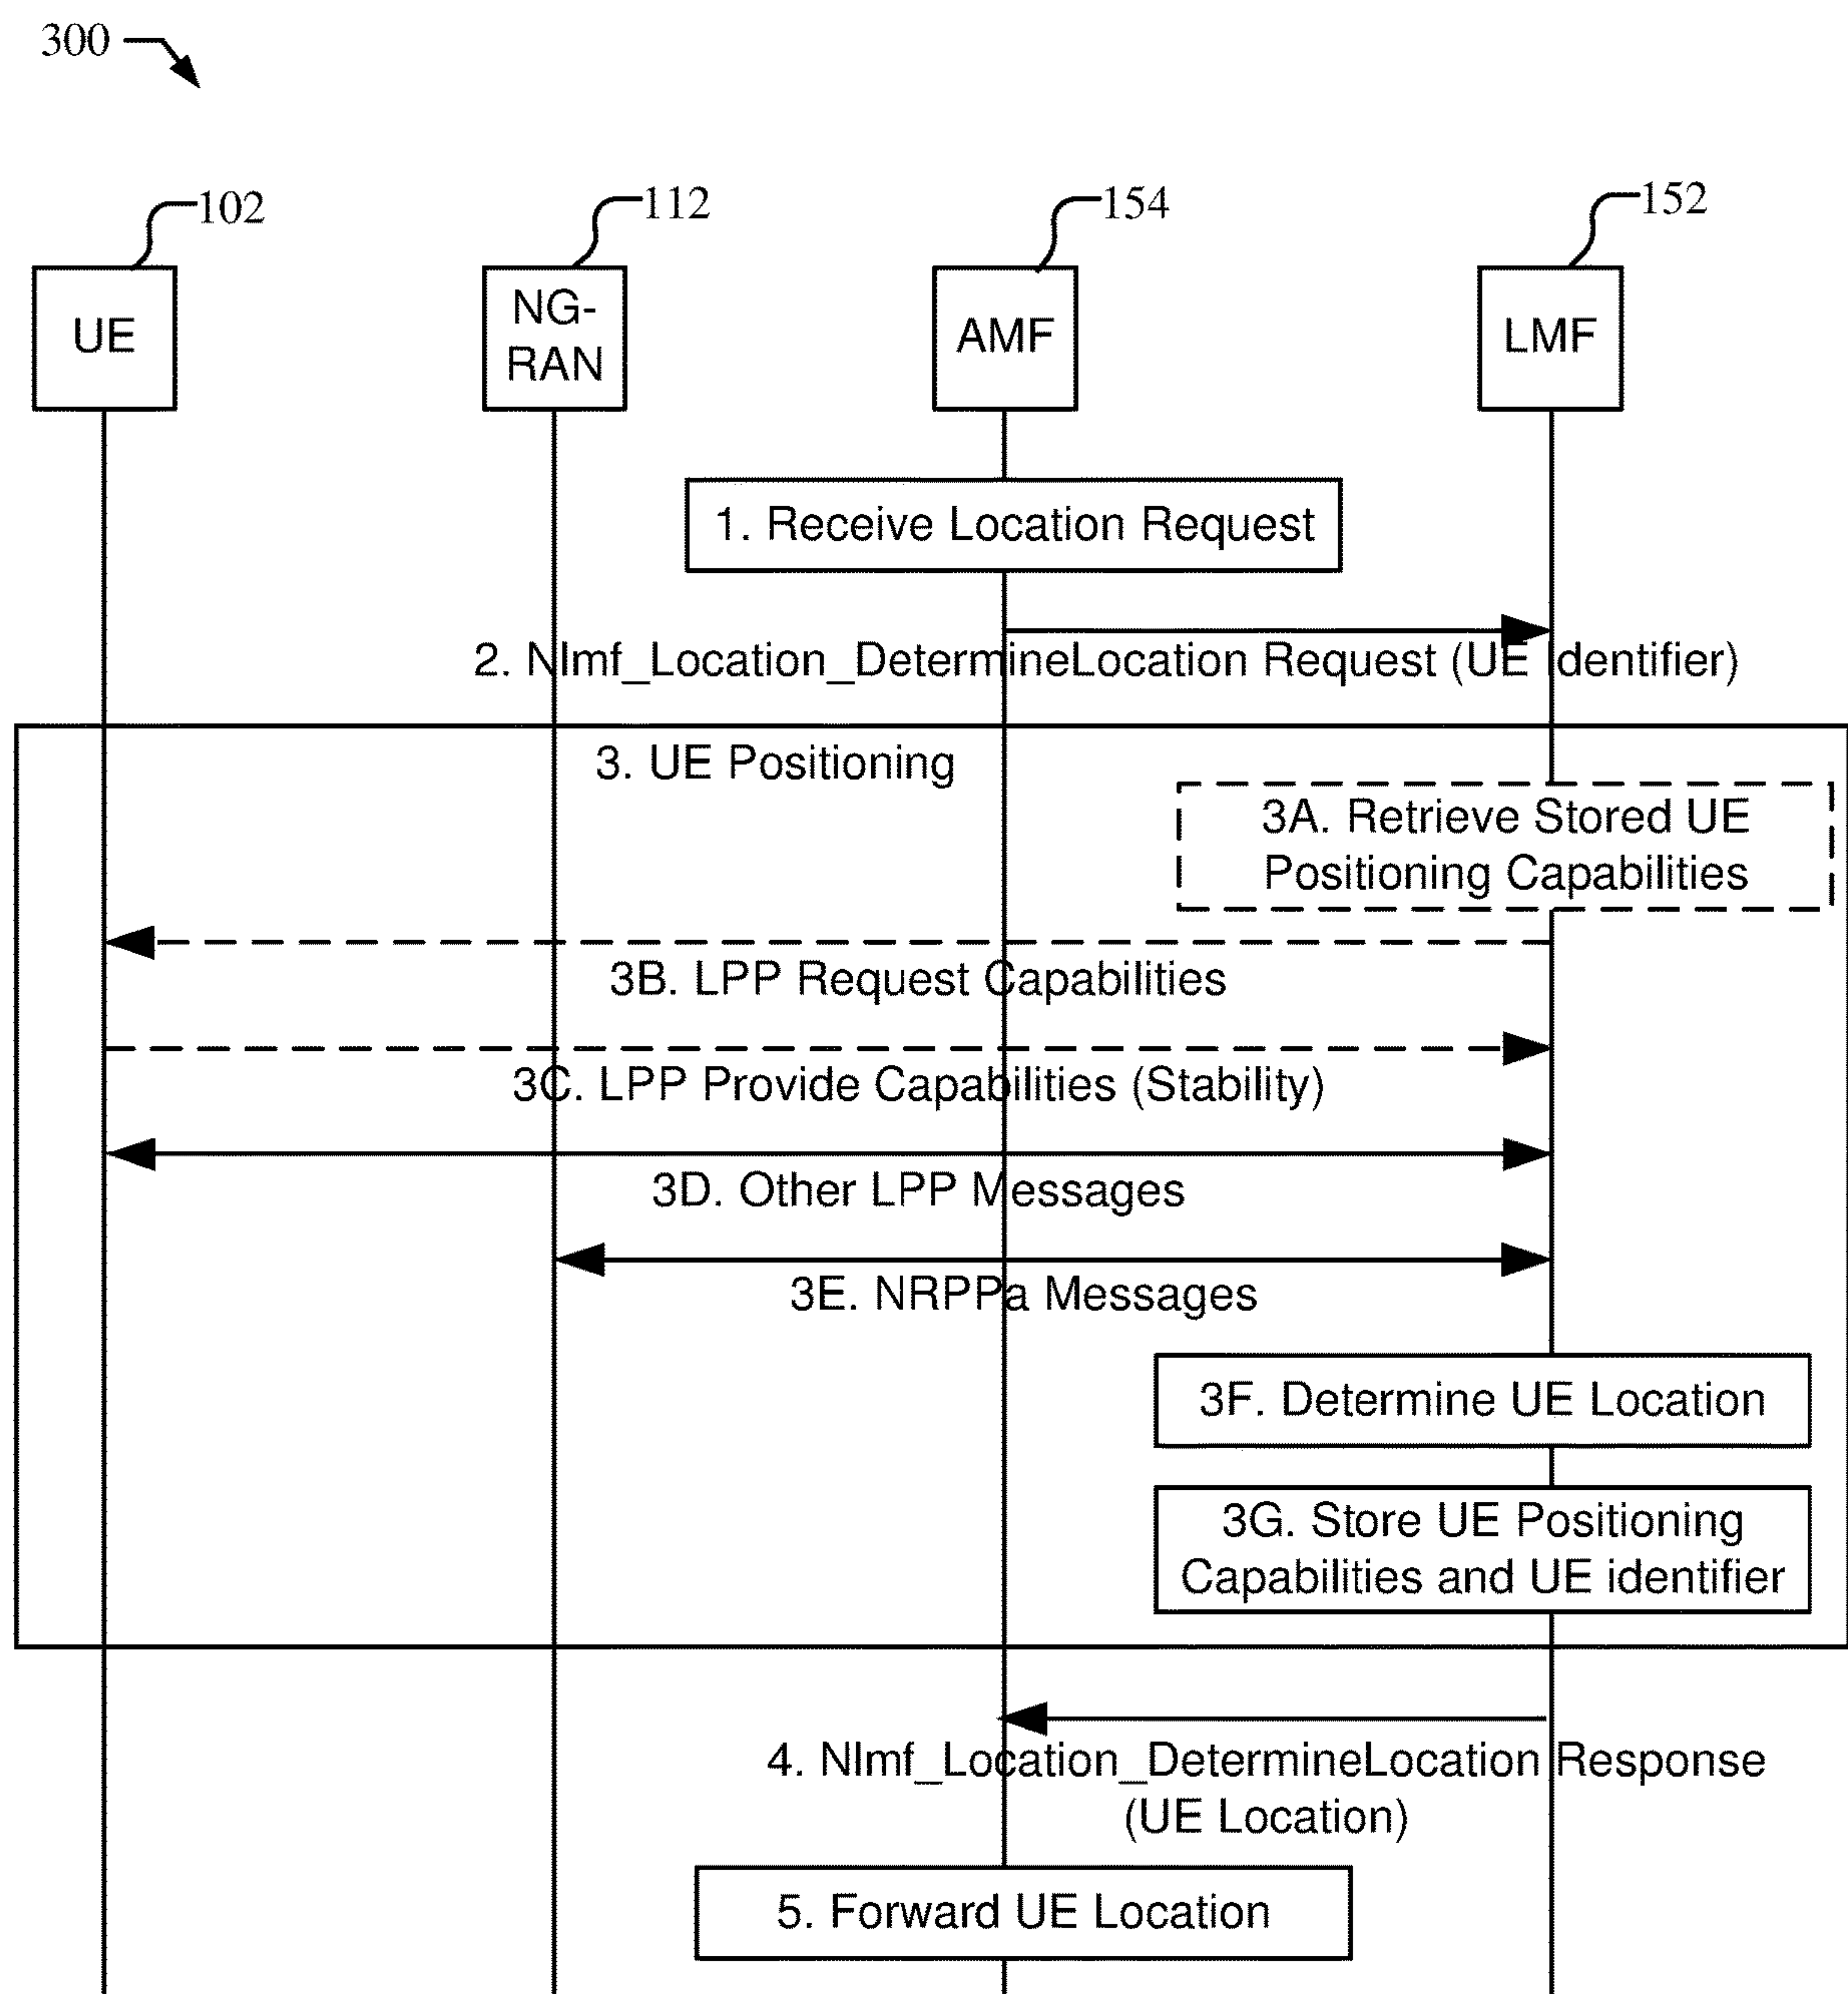 300
102
112
154
152
UE
NG-
RAN
AMF
LMF
1. Receive Location Request
2. Nlmf_Location_DetermineLocation Request (UE Identifier)
3. UE Positioning
3A. Retrieve Stored UE
Positioning Capabilities
3B. LPP Request Capabilities
3C. LPP Provide Capabilities (Stability)
3D. Other LPP Messages
3E. NRPPa Messages
3F. Determine UE Location
3G. Store UE Positioning
Capabilities and UE identifier
4. Nlmf_Location_DetermineLocation Response
(UE Location)
5. Forward UE Location